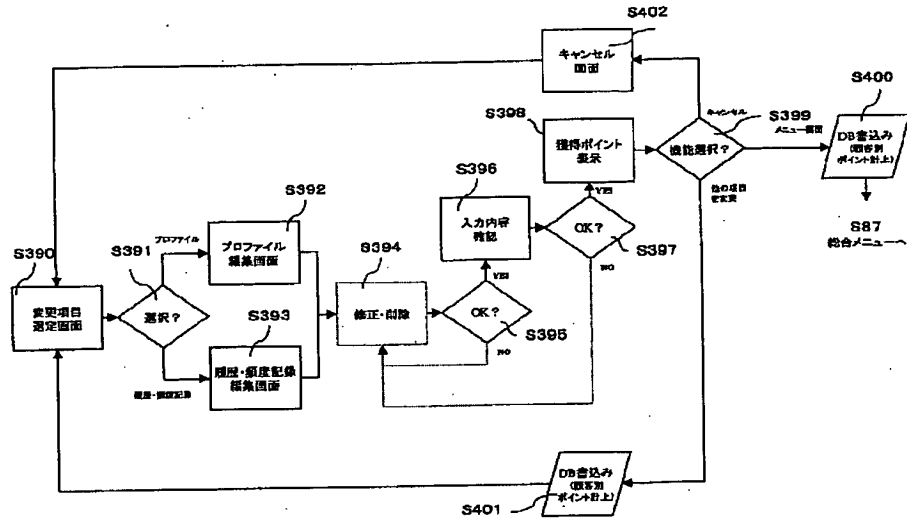 S402
キャンセル
画面
S400
S398
キャンセル
S399
メニュー画面
DB書込み
(顧客別
ポイント計上)
獲得ポイント
表示
機能選択?
S396
S392
YES
他の項目
を変更
S87
総合メニューへ
入力内容
確認
OK?
S397
S390
S391
プロファイル
プロファイル
編集画面
S394
YES
NO
変更項目
選定画面
選択?
修正・削除
OK?
S395
S393
NO
履歴・頻度記録
編集画面
履歴・頻度記録
DB書込み
(顧客別
ポイント計上)
S401